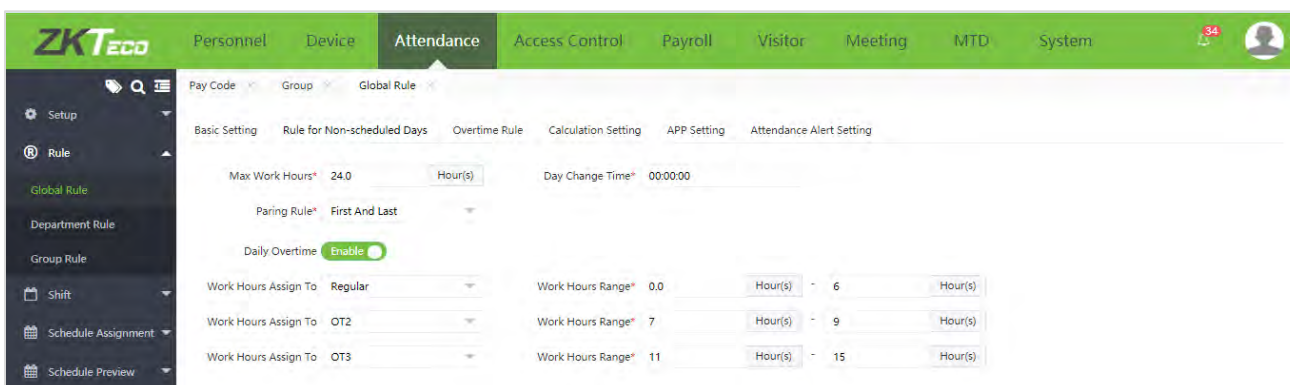 ZKTeco Personnel Device Attendance Access Control Payroll Visitor Meeting MTD System 34
Pay Code Group Global Rule
Setup
Basic Setting Rule for Non-scheduled Days Overtime Rule Calculation Setting APP Setting Attendance Alert Setting
Rule
Max Work Hours* 24.0 Hour(s) Day Change Time* 00:00:00
Global Rule
Paring Rule* First And Last
Department Rule
Daily Overtime Enable
Group Rule
Work Hours Assign To Regular Work Hours Range* 0.0 Hour(s) - 6 Hour(s)
Shift
Work Hours Assign To OT2 Work Hours Range* 7 Hour(s) - 9 Hour(s)
Schedule Assignment
Work Hours Assign To OT3 Work Hours Range* 11 Hour(s) - 15 Hour(s)
Schedule Preview